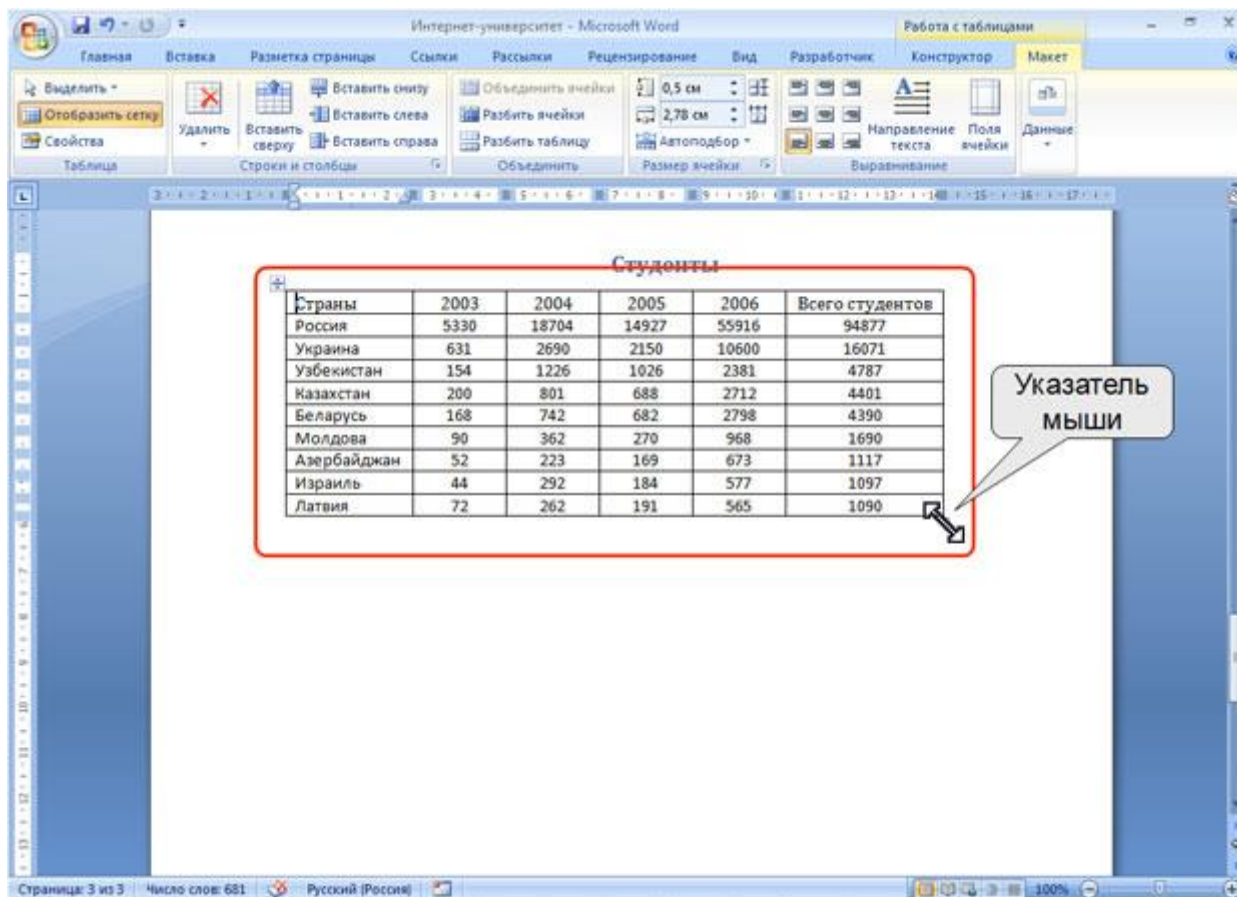 Интернет-университет - Microsoft Word
Работа с таблицами
Главная Вставка Разметка страницы Ссылки Рассылки Рецензирование Вид Разработчик Конструктор Макет
Выделить
Отобразить сетку
Свойства
Таблица
Удалить
Вставить сверху
Вставить снизу
Вставить слева
Вставить справа
Строки и столбцы
Объединить ячейки
Разбить ячейки
Разбить таблицу
Объединить
0,5 см
2,78 см
Автоподбор
Размер ячейки
Направление текста
Поля ячейки
Выравнивание
Данные
Студенты
Страны 2003 2004 2005 2006 Всего студентов
Россия 5330 18704 14927 55916 94877
Украина 631 2690 2150 10600 16071
Узбекистан 154 1226 1026 2381 4787
Казахстан 200 801 688 2712 4401
Беларусь 168 742 682 2798 4390
Молдова 90 362 270 968 1690
Азербайджан 52 223 169 673 1117
Израиль 44 292 184 577 1097
Латвия 72 262 191 565 1090
Указатель
мыши
Страница: 3 из 3 Число слов: 681 Русский (Россия) 100%